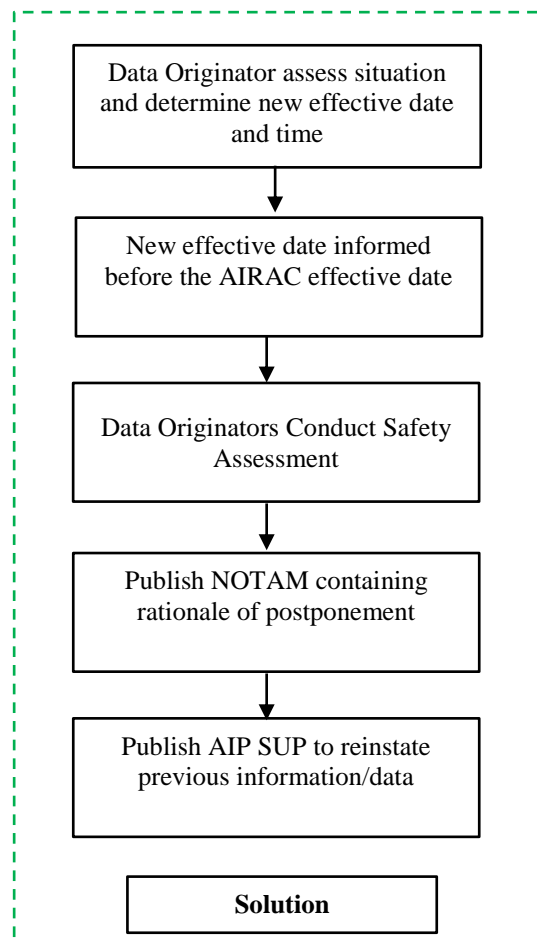 Data Originator assess situation
and determine new effective date
and time
New effective date informed
before the AIRAC effective date
Data Originators Conduct Safety
Assessment
Publish NOTAM containing
rationale of postponement
Publish AIP SUP to reinstate
previous information/data
Solution